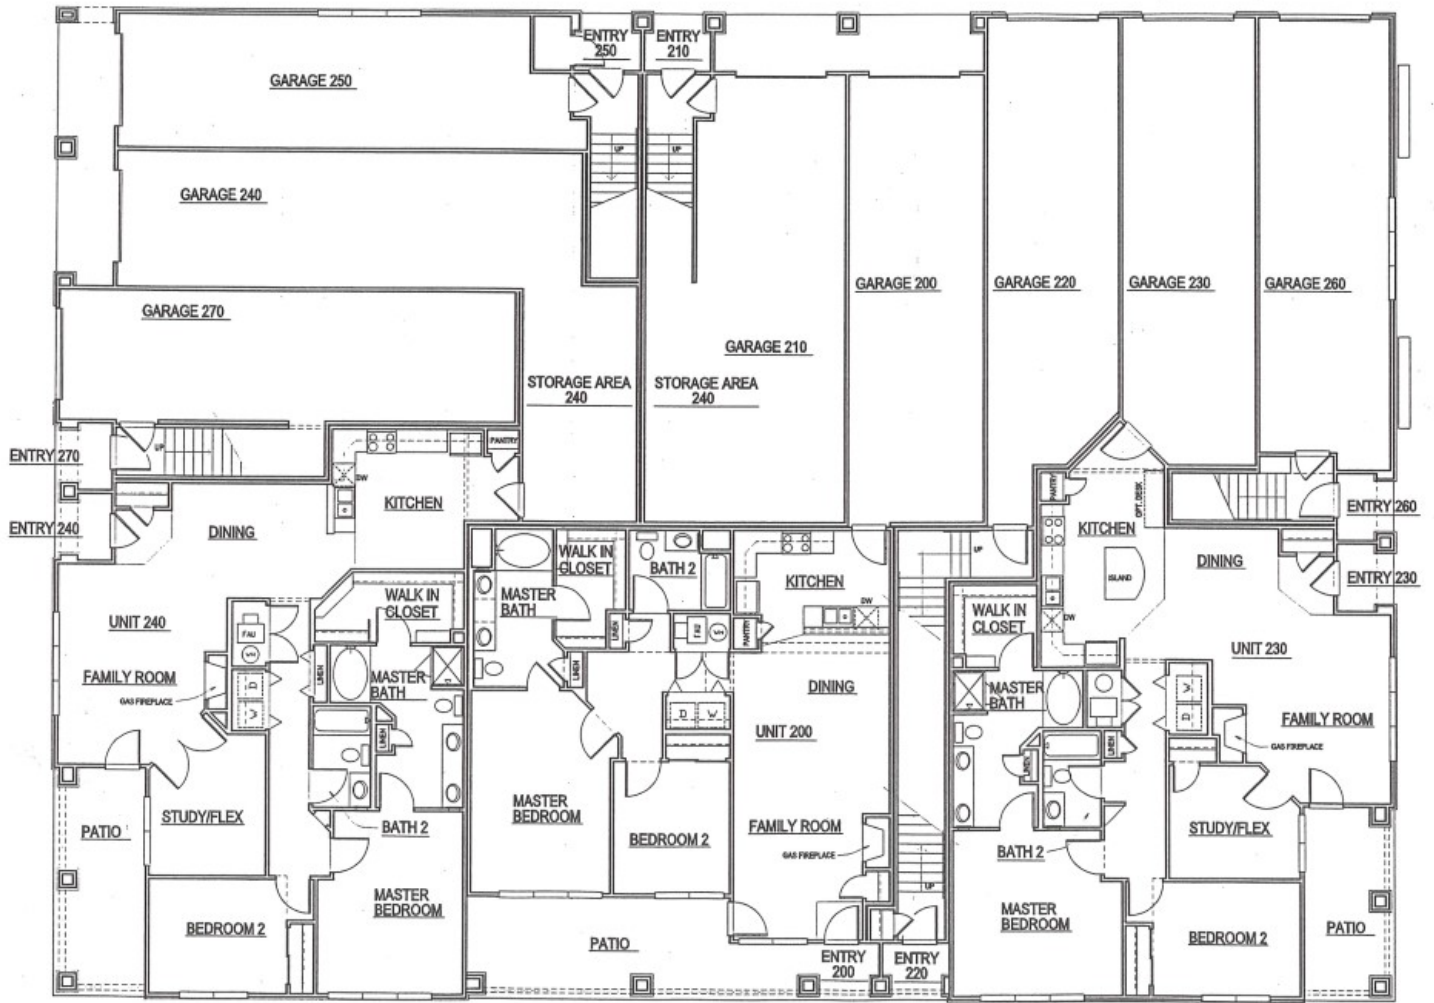 ENTRY
250
ENTRY
210
GARAGE 250
UP
UP
GARAGE 240
GARAGE 270
GARAGE 200
GARAGE 220
GARAGE 230
GARAGE 260
GARAGE 210
STORAGE AREA
240
STORAGE AREA
240
ENTRY 270
UP
PANTRY
DW
KITCHEN
ENTRY 240
DINING
UNIT 240
FAU
WH
FAMILY ROOM
GAS FIREPLACE
D
W
LINEN
WALK IN
CLOSET
MASTER
BATH
LINEN
STUDY/FLEX
PATIO
BATH 2
MASTER
BEDROOM
BEDROOM 2
WALK IN
CLOSET
BATH 2
MASTER
BATH
LINEN
LINEN
FAU
WH
PANTRY
KITCHEN
DW
DINING
D
W
UNIT 200
MASTER
BEDROOM
BEDROOM 2
FAMILY ROOM
GAS FIREPLACE
PATIO
ENTRY
200
ENTRY
220
UP
UP
PANTRY
OPT. DESK
KITCHEN
ISLAND
DW
ENTRY 260
DINING
ENTRY 230
WALK IN
CLOSET
UNIT 230
MASTER
BATH
W
D
FAMILY ROOM
GAS FIREPLACE
LINEN
LINEN
STUDY/FLEX
BATH 2
MASTER
BEDROOM
BEDROOM 2
PATIO